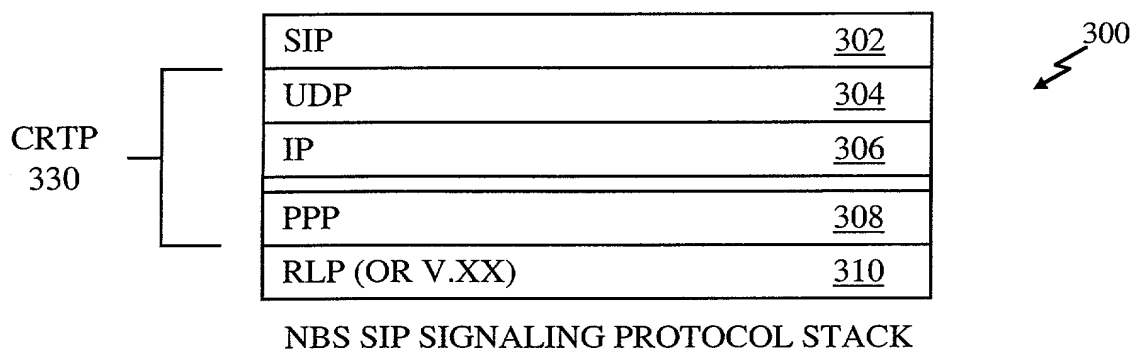 SIP 302
UDP 304
IP 306
PPP 308
RLP (OR V.XX) 310
CRTP
330
300
NBS SIP SIGNALING PROTOCOL STACK